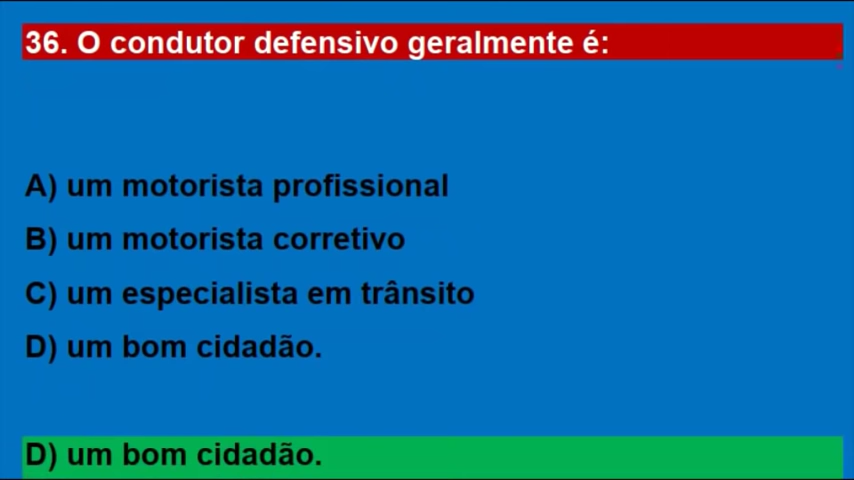 36. O condutor defensivo geralmente é:
A) um motorista profissional
B) um motorista corretivo
C) um especialista em trânsito
D) um bom cidadão.
D) um bom cidadão.